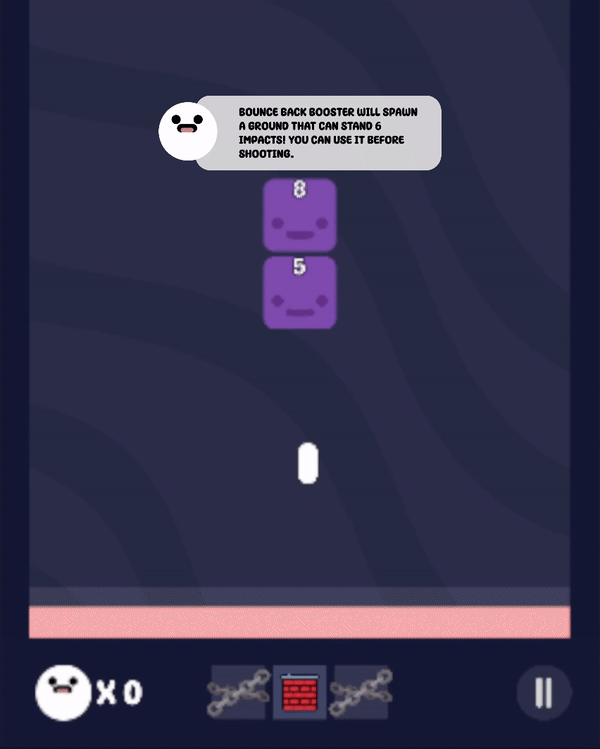 BOUNCE BACK BOOSTER WILL SPAWN
A GROUND THAT CAN STAND 6
IMPACTS! YOU CAN USE IT BEFORE
SHOOTING.
8
5
X 0